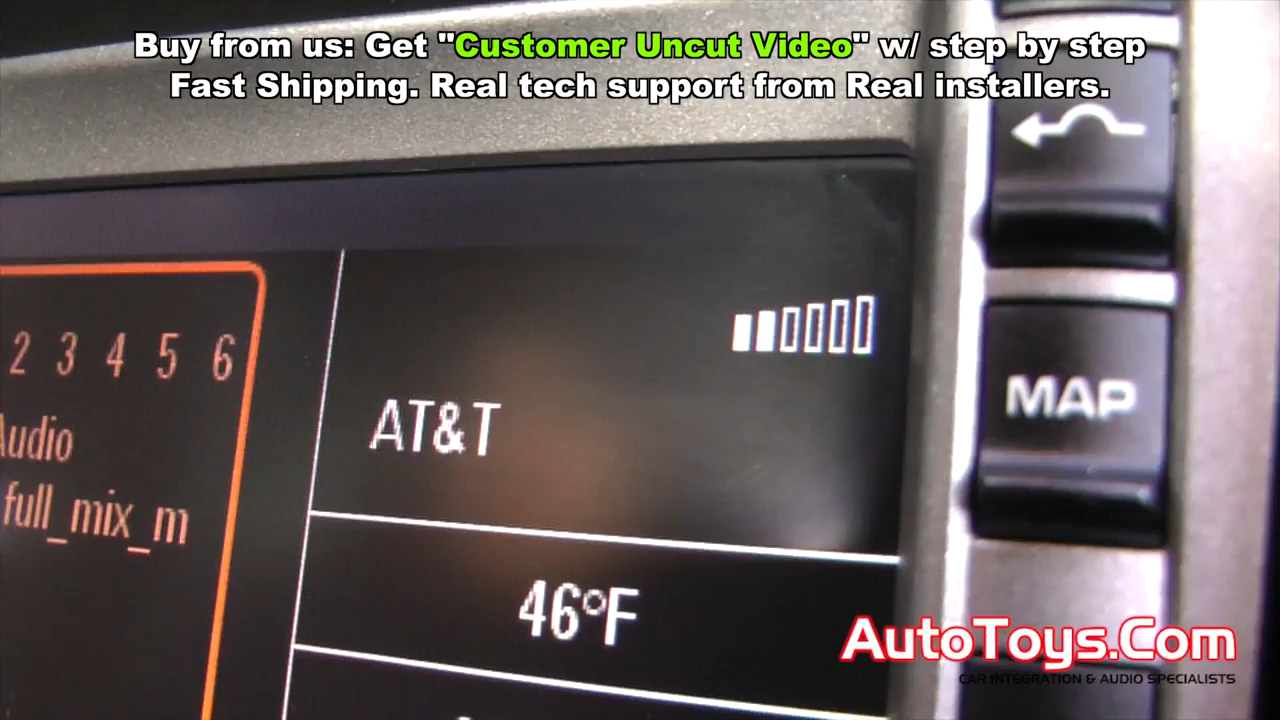 Buy from us: Get "Customer Uncut Video" w/ step by step
Fast Shipping. Real tech support from Real installers.
2 3 4 5 6
Audio
full_mix_m
AT&T
46°F
MAP
AutoToys.Com
CAR INTEGRATION & AUDIO SPECIALISTS